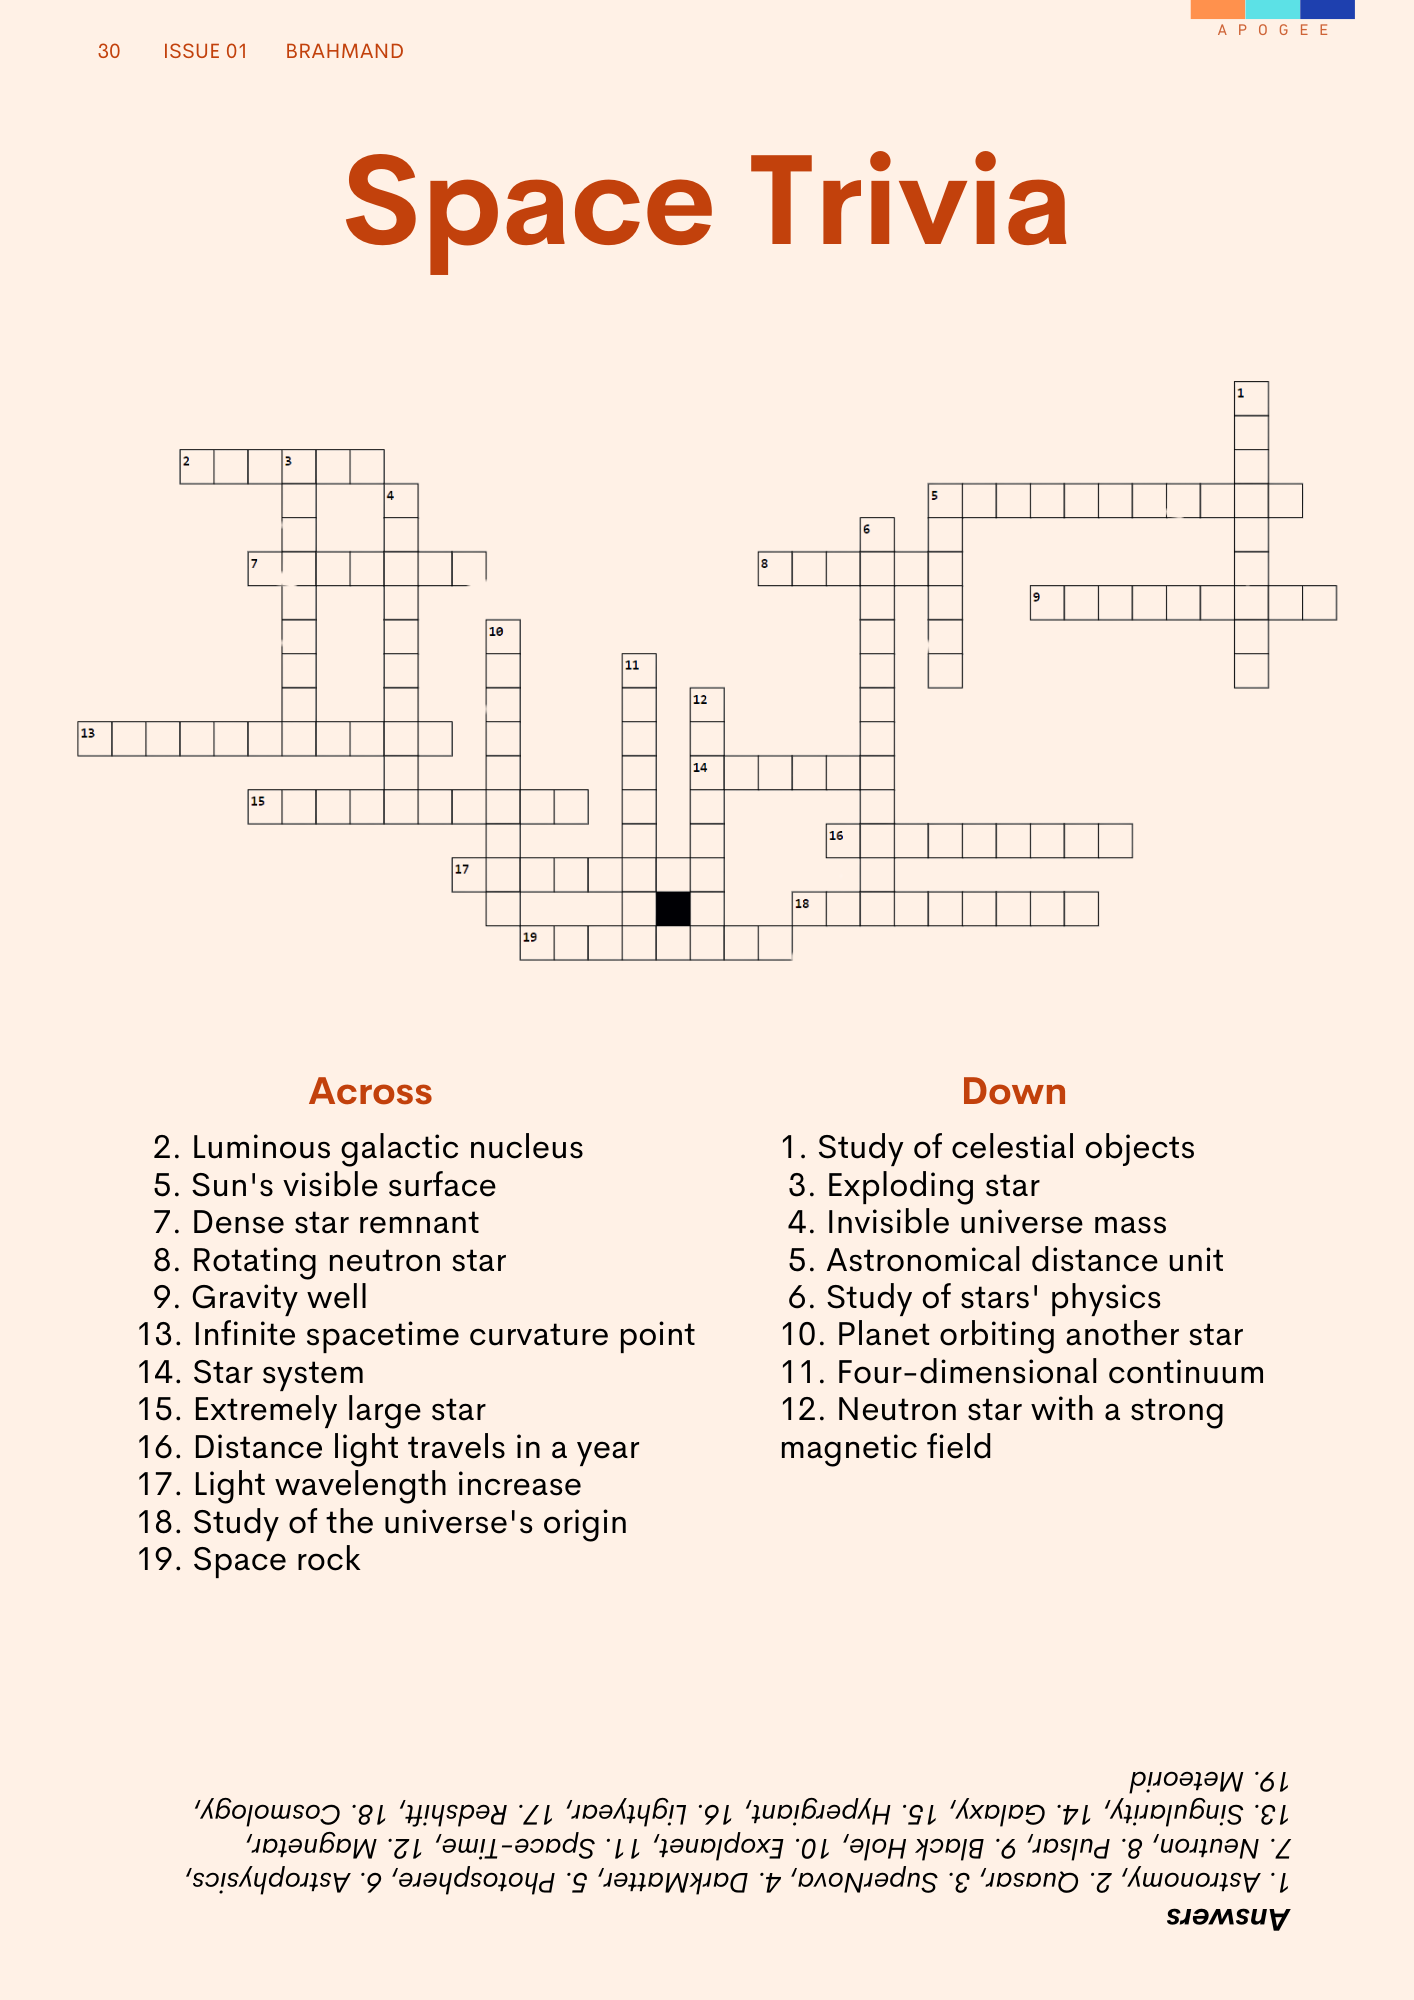 30 ISSUE 01 BRAHMAND
APOGEE
Space Trivia
1
2 3
4 5
6
7 8
9
10
11
12
13
14
15
16
17
18
19
Across
2. Luminous galactic nucleus
5. Sun's visible surface
7. Dense star remnant
8. Rotating neutron star
9. Gravity well
13. Infinite spacetime curvature point
14. Star system
15. Extremely large star
16. Distance light travels in a year
17. Light wavelength increase
18. Study of the universe's origin
19. Space rock
Down
1. Study of celestial objects
3. Exploding star
4. Invisible universe mass
5. Astronomical distance unit
6. Study of stars' physics
10. Planet orbiting another star
11. Four-dimensional continuum
12. Neutron star with a strong
magnetic field
Answers
1. Astronomy, 2. Quasar, 3. SuperNova, 4. DarkMatter, 5. Photosphere, 6. Astrophysics,
7. Neutron, 8. Pulsar, 9. Black Hole, 10. Exoplanet, 11. Space-Time, 12. Magnetar,
13. Singularity, 14. Galaxy, 15. Hypergiant, 16. Lightyear, 17. Redshift, 18. Cosmology,
19. Meteorid